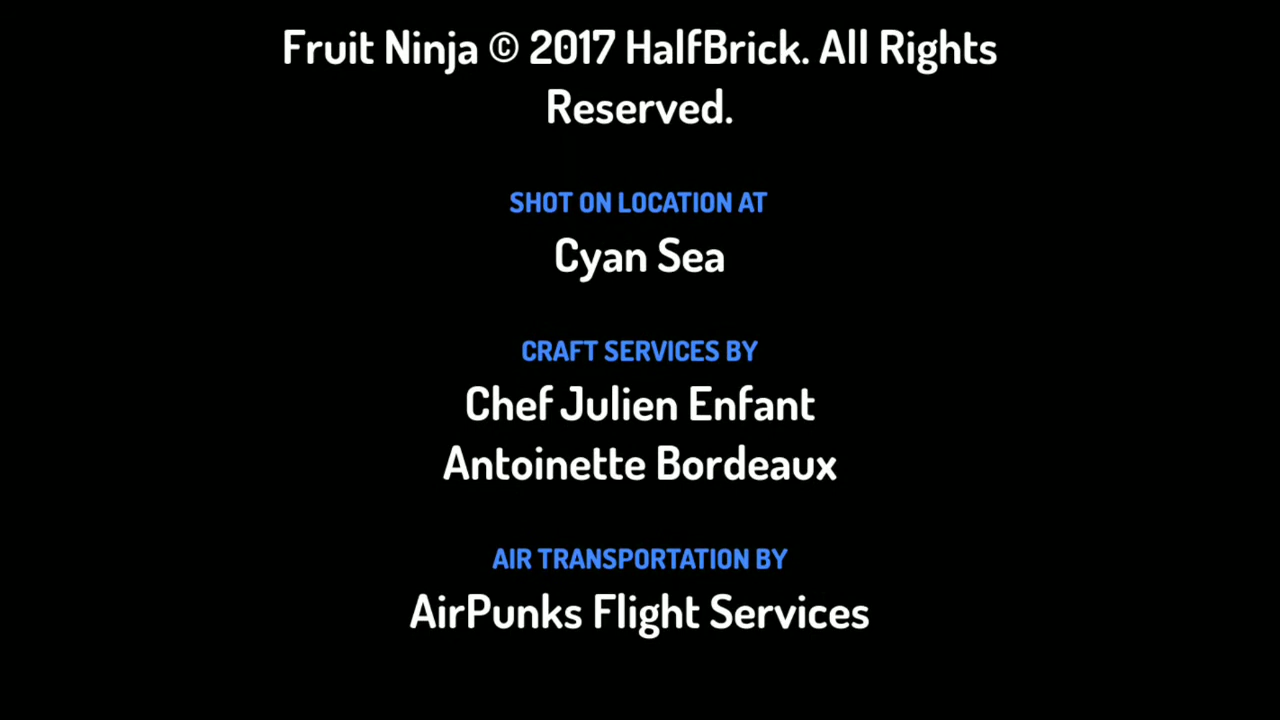 Fruit Ninja © 2017 HalfBrick. All Rights
Reserved.
SHOT ON LOCATION AT
Cyan Sea
CRAFT SERVICES BY
Chef Julien Enfant
Antoinette Bordeaux
AIR TRANSPORTATION BY
AirPunks Flight Services